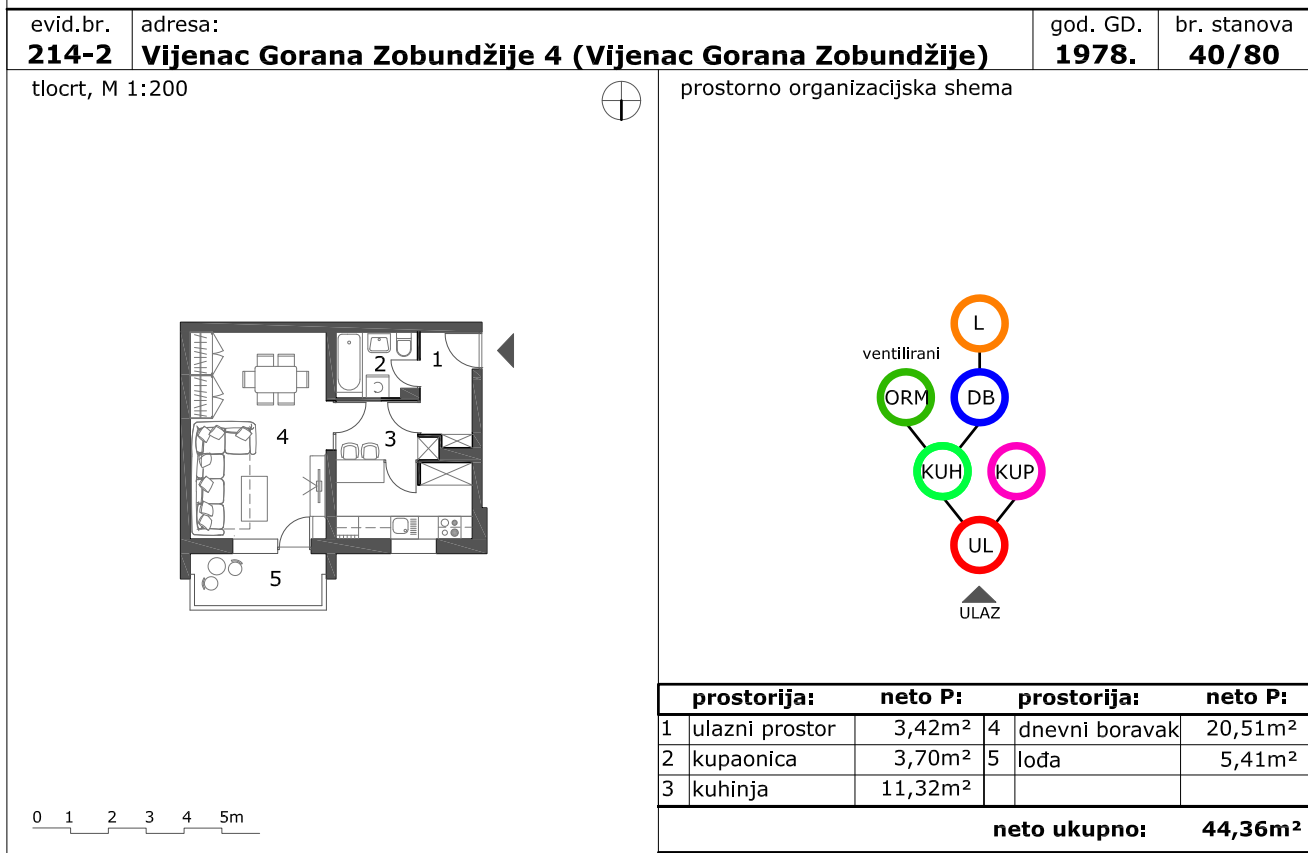 evid.br.
214-2
adresa:
Vijenac Gorana Zobundžije 4 (Vijenac Gorana Zobundžije)
god. GD.
1978.
br. stanova
40/80
tlocrt, M 1:200
1
2
3
4
5
0 1 2 3 4 5m
prostorno organizacijska shema
L
ventilirani
ORM DB
KUH KUP
UL
ULAZ
prostorija: neto P: prostorija: neto P:
1 ulazni prostor 3,42m² 4 dnevni boravak 20,51m²
2 kupaonica 3,70m² 5 lođa 5,41m²
3 kuhinja 11,32m²
neto ukupno: 44,36m²